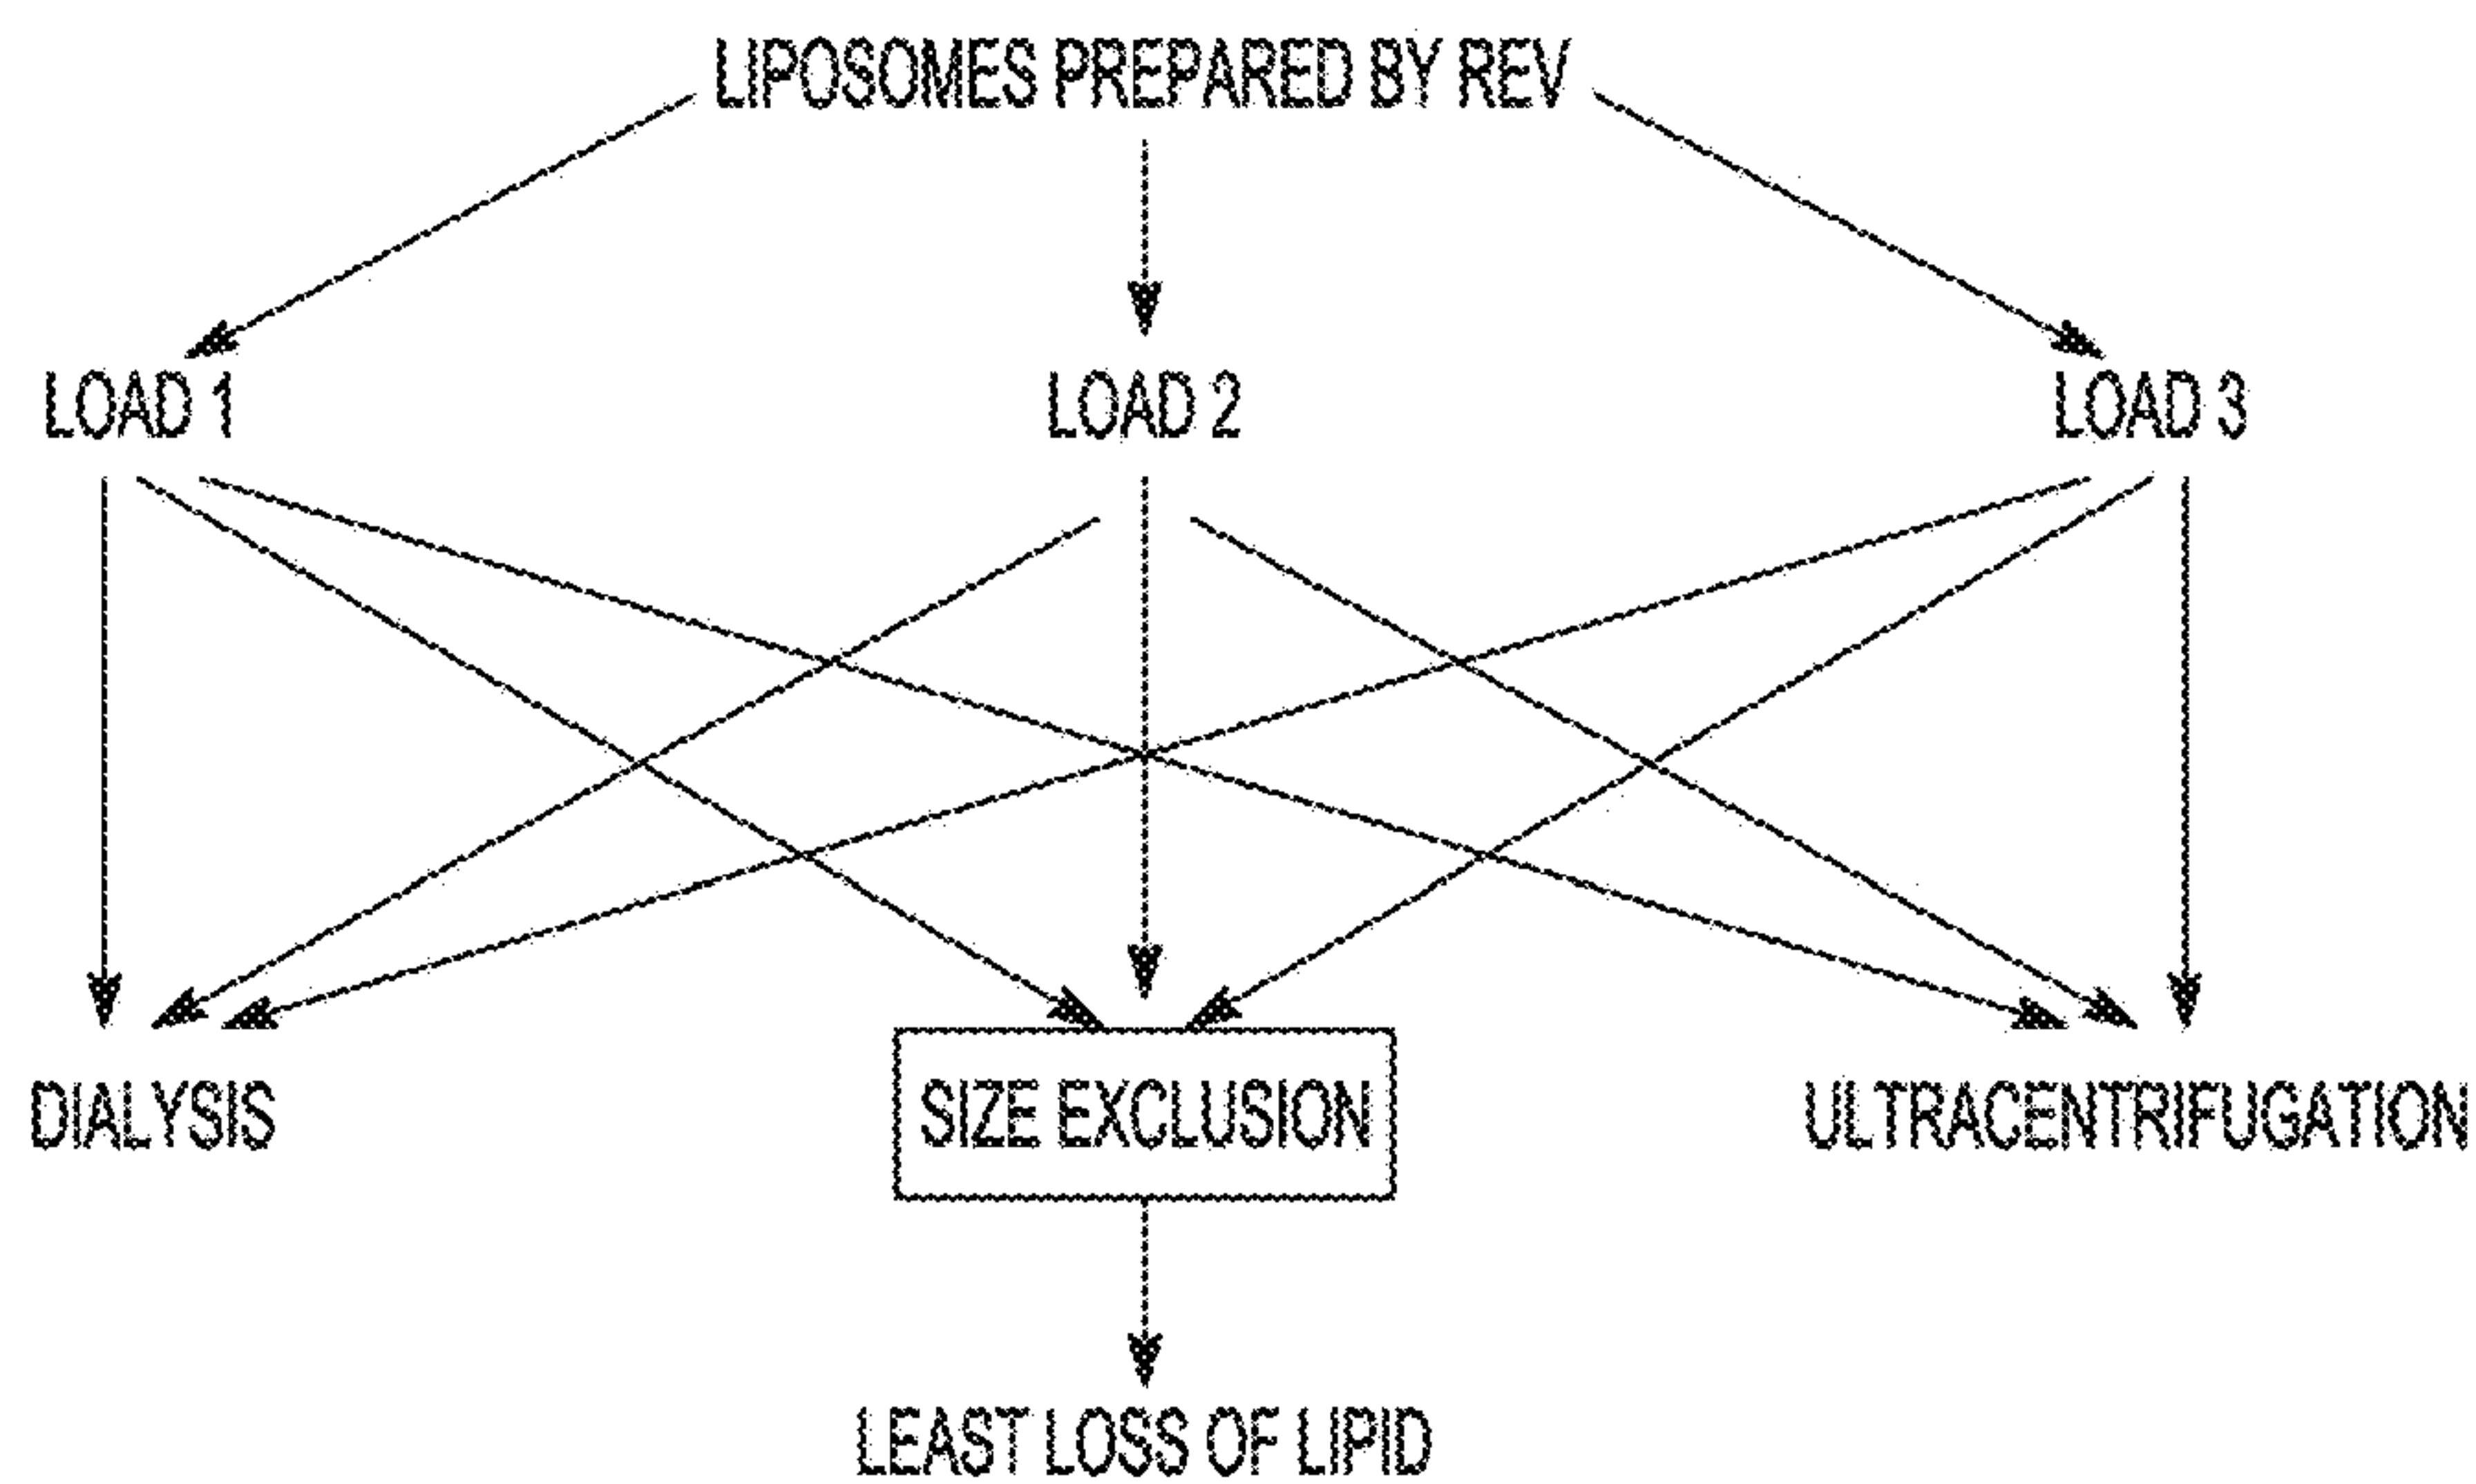 LIPOSOMES PREPARED BY REV
LOAD 1
LOAD 2
LOAD 3
DIALYSIS
SIZE EXCLUSION
ULTRACENTRIFUGATION
LEAST LOSS OF LIPID